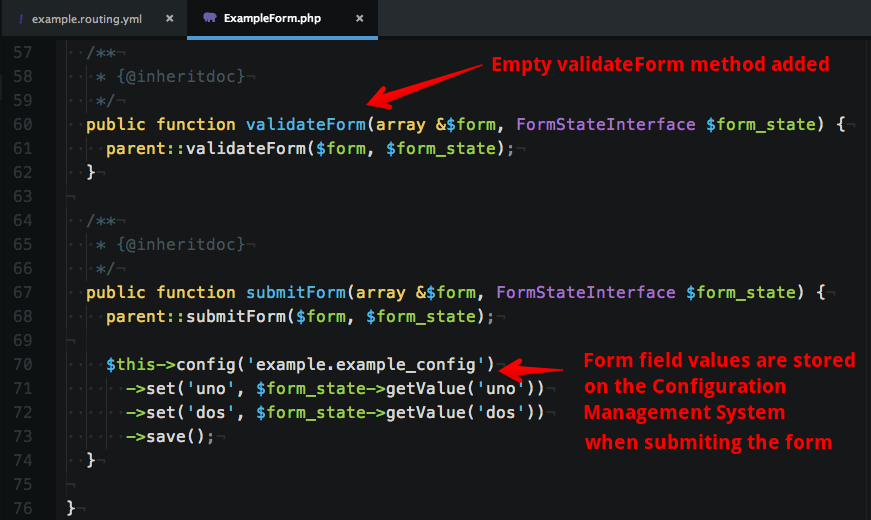 ! example.routing.yml × ExampleForm.php ×
57 /**¬
58 * {@inheritdoc}¬
59 */¬
Empty validateForm method added
60 public function validateForm(array &$form, FormStateInterface $form_state) {¬
61 parent::validateForm($form, $form_state);¬
62 }¬
63 ¬
64 /**¬
65 * {@inheritdoc}¬
66 */¬
67 public function submitForm(array &$form, FormStateInterface $form_state) {¬
68 parent::submitForm($form, $form_state);¬
69 ¬
70 $this->config('example.example_config')¬
71 ->set('uno', $form_state->getValue('uno'))¬
72 ->set('dos', $form_state->getValue('dos'))¬
73 ->save();¬
74 }¬
75 ¬
76 }¬
Form field values are stored
on the Configuration
Management System
when submiting the form